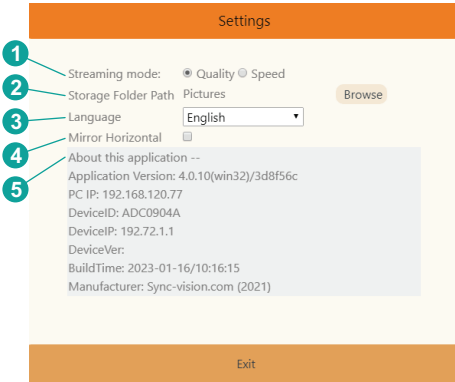 Settings
1
Streaming mode: Quality Speed
2
Storage Folder Path Pictures Browse
3
Language English
4
Mirror Horizontal
5
About this application --
Application Version: 4.0.10(win32)/3d8f56c
PC IP: 192.168.120.77
DeviceID: ADC0904A
DeviceIP: 192.72.1.1
DeviceVer:
BuildTime: 2023-01-16/10:16:15
Manufacturer: Sync-vision.com (2021)
Exit